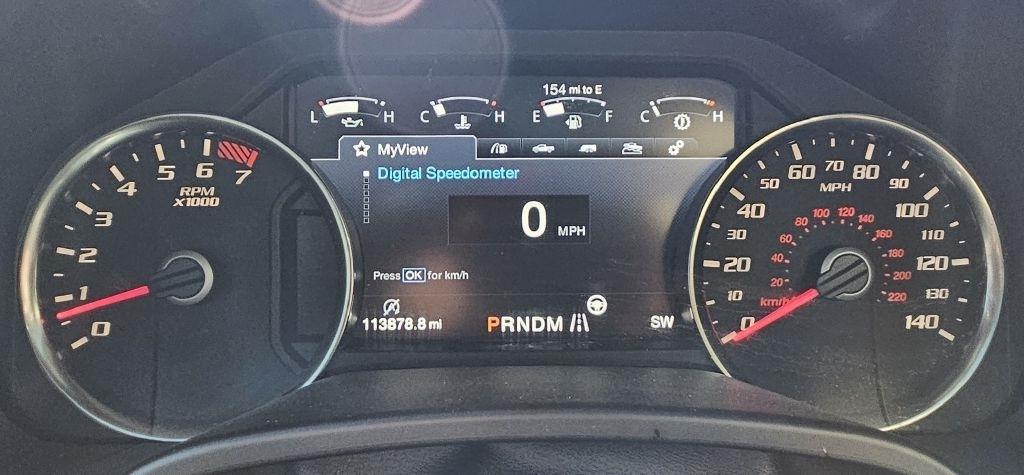 154 mi to E
L H C H E F C H
MyView
Digital Speedometer
0 MPH
Press OK for km/h
113878.8 mi
PRNDM
SW
0 1 2 3 4 5 6 7
RPM
X1000
0 10 20 30 40 50 60 70 80 90 100 110 120 130 140
MPH
20 40 60 80 100 120 140 160 180 200 220
km/h